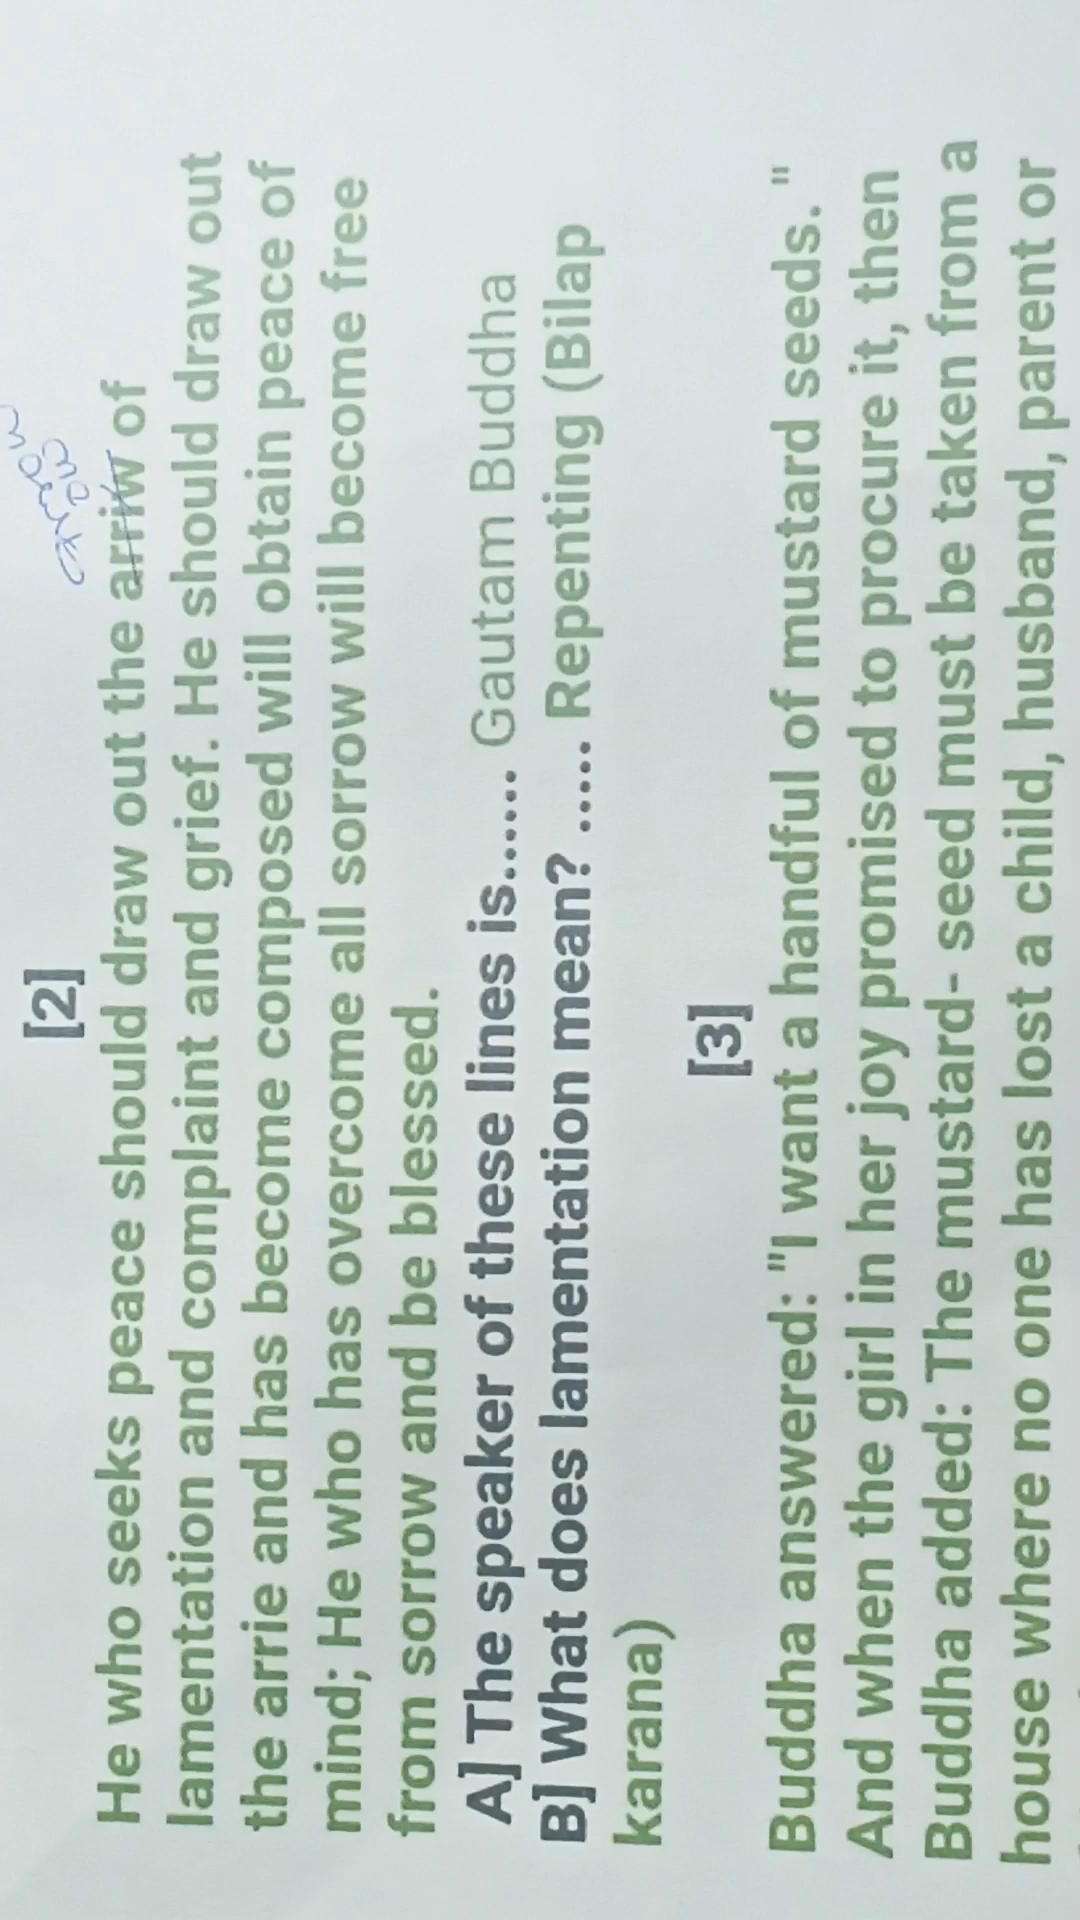 [2]
He who seeks peace should draw out the arriw of
lamentation and complaint and grief. He should draw out
the arrie and has become composed will obtain peace of
mind; He who has overcome all sorrow will become free
from sorrow and be blessed.
A] The speaker of these lines is...... Gautam Buddha
B] What does lamentation mean? ..... Repenting (Bilap
karana)
[3]
Buddha answered: "I want a handful of mustard seeds. "
And when the girl in her joy promised to procure it, then
Buddha added: The mustard- seed must be taken from a
house where no one has lost a child, husband, parent or